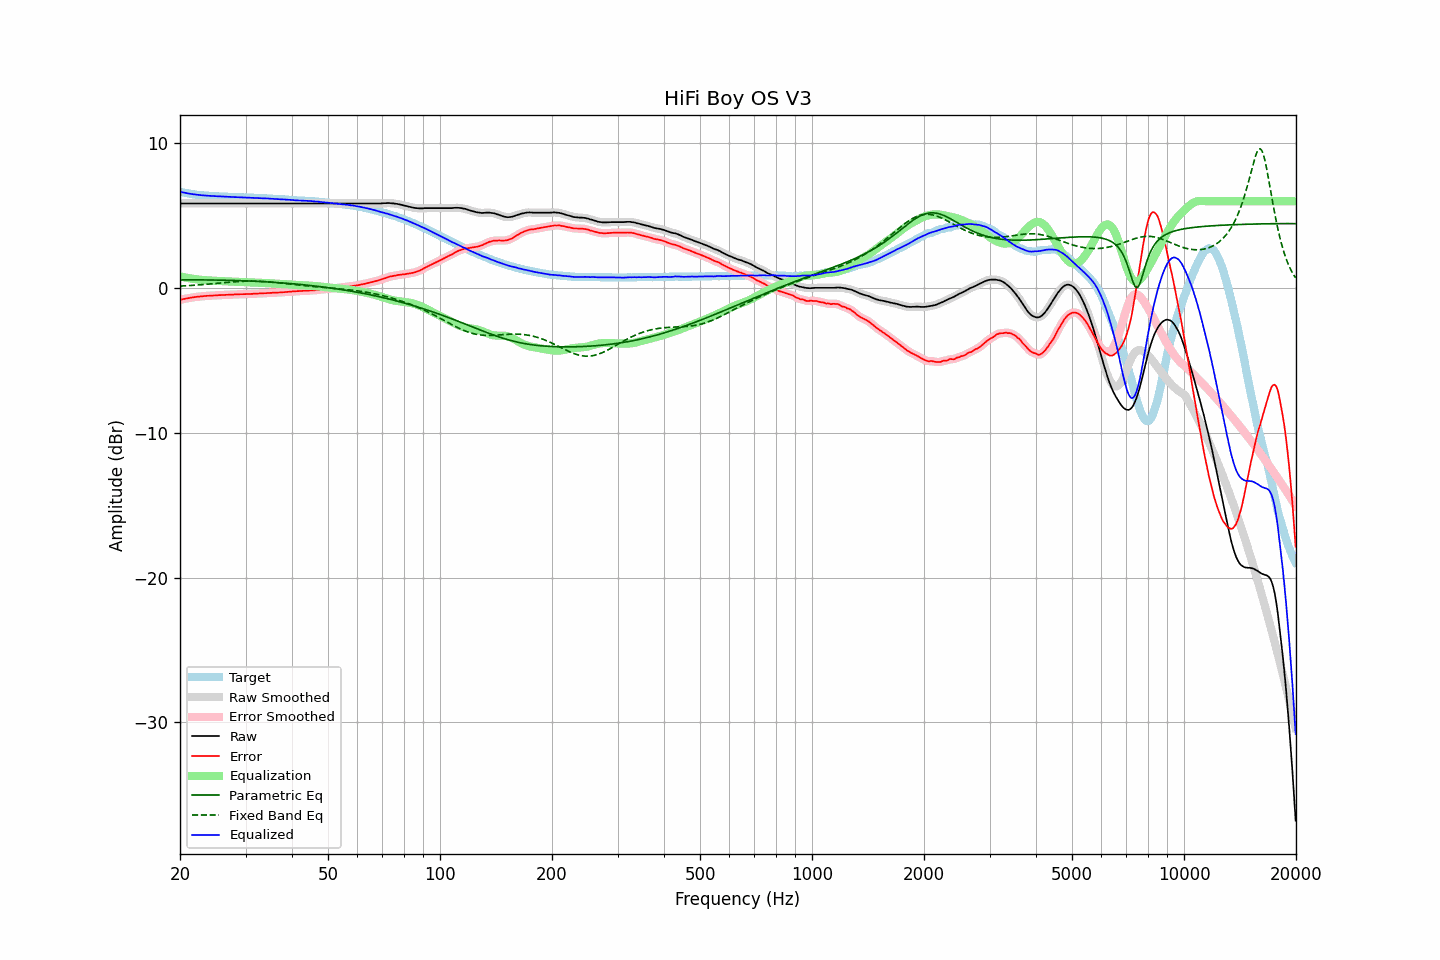 HiFi Boy OS V3
10
0
−10
−20
−30
Amplitude (dBr)
Target
Raw Smoothed
Error Smoothed
Raw
Error
Equalization
Parametric Eq
Fixed Band Eq
Equalized
20 50 100 200 500 1000 2000 5000 10000 20000
Frequency (Hz)